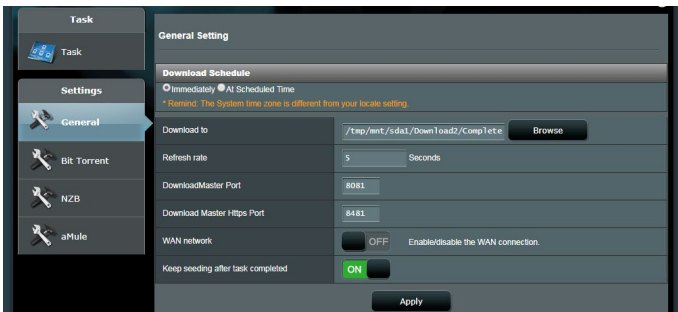 Task
Task
Settings
General
Bit Torrent
NZB
aMule
General Setting
Download Schedule
Immediately At Scheduled Time
* Remind: The System time zone is different from your locale setting.
Download to /tmp/mnt/sda1/Download2/Complete Browse
Refresh rate 5 Seconds
DownloadMaster Port 8081
Download Master Https Port 8481
WAN network OFF Enable/disable the WAN connection.
Keep seeding after task completed ON
Apply